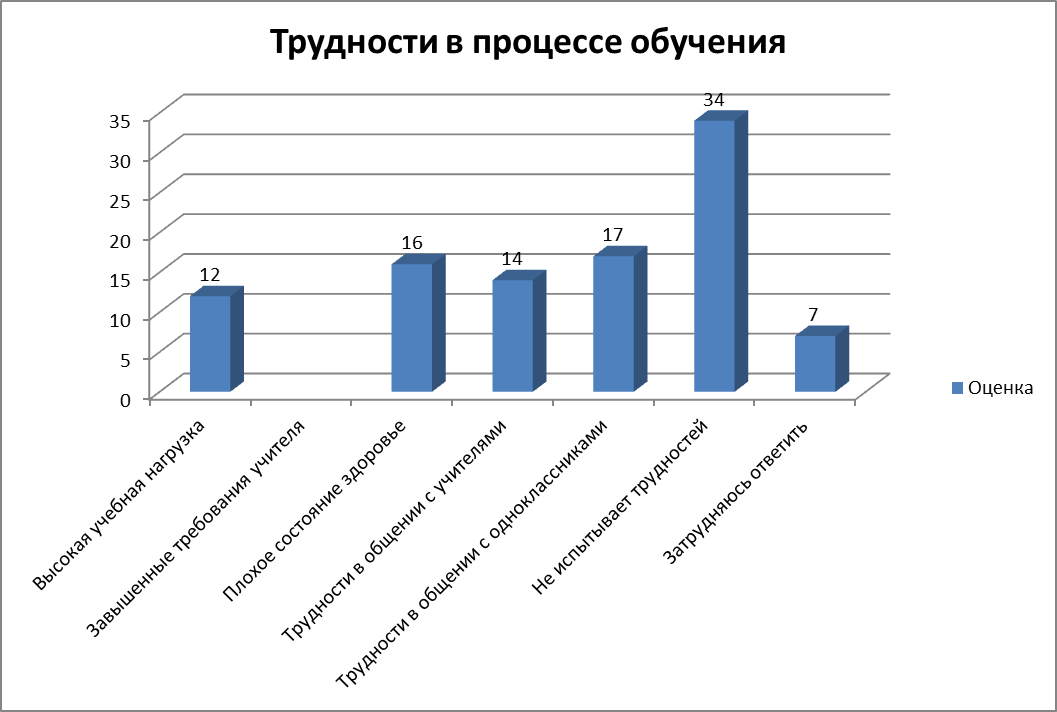 Трудности в процессе обучения
34
35
30
25
20
15
10
5
0
12
16
14
17
7
Оценка
Высокая учебная нагрузка
Завышенные требования учителя
Плохое состояние здоровье
Трудности в общении с учителями
Трудности в общении с одноклассниками
Не испытывает трудностей
Затрудняюсь ответить